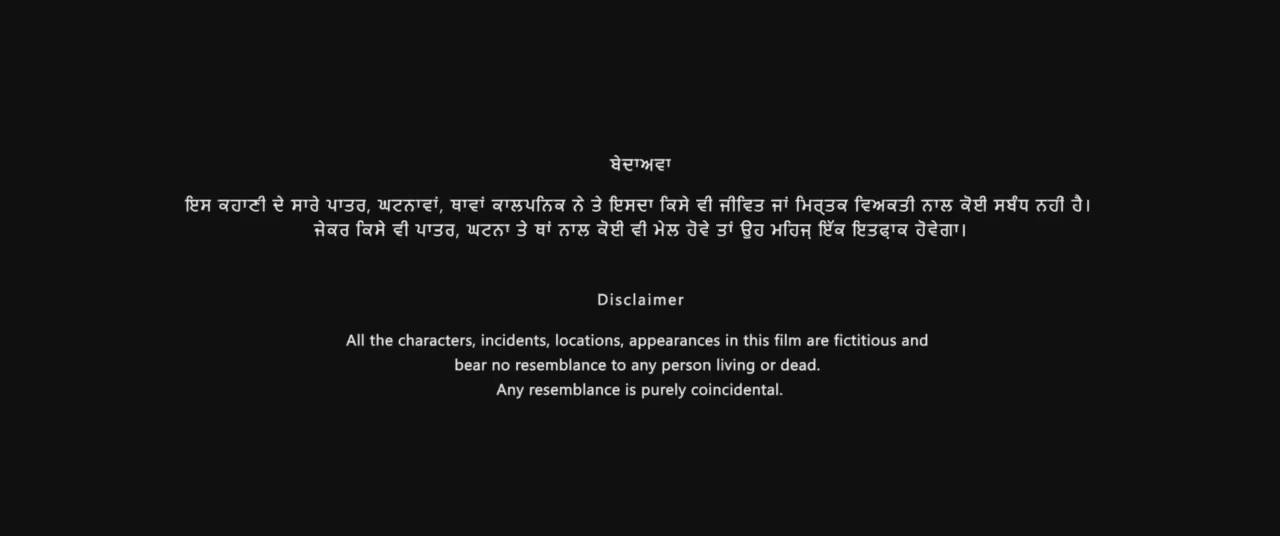 ਬੇਦਾਅਵਾ
ਇਸ ਕਹਾਣੀ ਦੇ ਸਾਰੇ ਪਾਤਰ, ਘਟਨਾਵਾਂ, ਥਾਵਾਂ ਕਾਲਪਨਿਕ ਨੇ ਤੇ ਇਸਦਾ ਕਿਸੇ ਵੀ ਜੀਵਿਤ ਜਾਂ ਮਿਰ੍ਤਕ ਵਿਅਕਤੀ ਨਾਲ ਕੋਈ ਸਬੰਧ ਨਹੀ ਹੈ।
ਜੇਕਰ ਕਿਸੇ ਵੀ ਪਾਤਰ, ਘਟਨਾ ਤੇ ਥਾਂ ਨਾਲ ਕੋਈ ਵੀ ਮੇਲ ਹੋਵੇ ਤਾਂ ਉਹ ਮਹਿਜ਼ ਇੱਕ ਇਤਫ਼ਾਕ ਹੋਵੇਗਾ।
Disclaimer
All the characters, incidents, locations, appearances in this film are fictitious and
bear no resemblance to any person living or dead.
Any resemblance is purely coincidental.